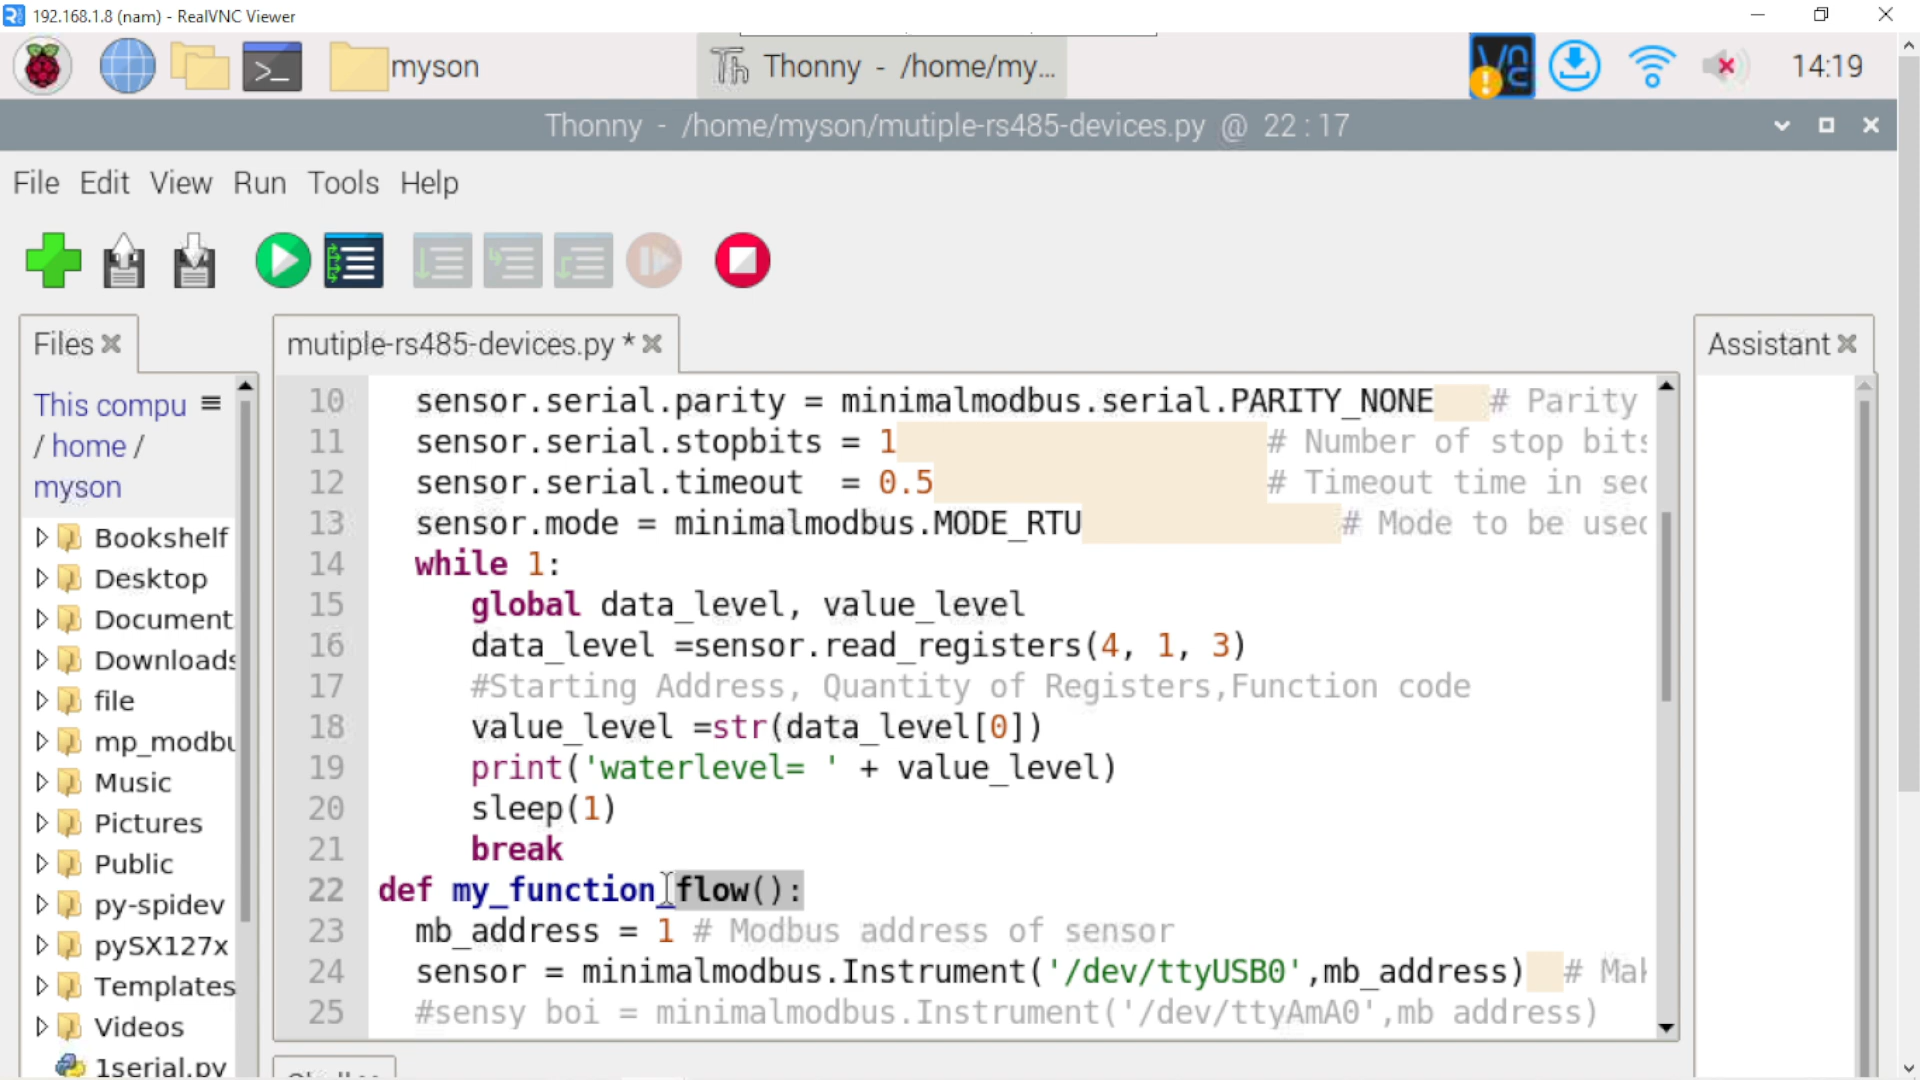 192.168.1.8 (nam) - RealVNC Viewer
myson
Thonny - /home/my...
14:19
Thonny - /home/myson/mutiple-rs485-devices.py @ 22 : 17
File Edit View Run Tools Help
Files
mutiple-rs485-devices.py *
Assistant
This compu
/ home /
myson
Bookshelf
Desktop
Document
Downloads
file
mp_modbu
Music
Pictures
Public
py-spidev
pySX127x
Templates
Videos
1serial.py
10 sensor.serial.parity = minimalmodbus.serial.PARITY_NONE # Parity
11 sensor.serial.stopbits = 1 # Number of stop bits
12 sensor.serial.timeout = 0.5 # Timeout time in sec
13 sensor.mode = minimalmodbus.MODE_RTU # Mode to be used
14 while 1:
15 global data_level, value_level
16 data_level =sensor.read_registers(4, 1, 3)
17 #Starting Address, Quantity of Registers,Function code
18 value_level =str(data_level[0])
19 print('waterlevel= ' + value_level)
20 sleep(1)
21 break
22 def my_function_flow():
23 mb_address = 1 # Modbus address of sensor
24 sensor = minimalmodbus.Instrument('/dev/ttyUSB0',mb_address) # Mak
25 #sensy boi = minimalmodbus.Instrument('/dev/ttyAmA0',mb address)